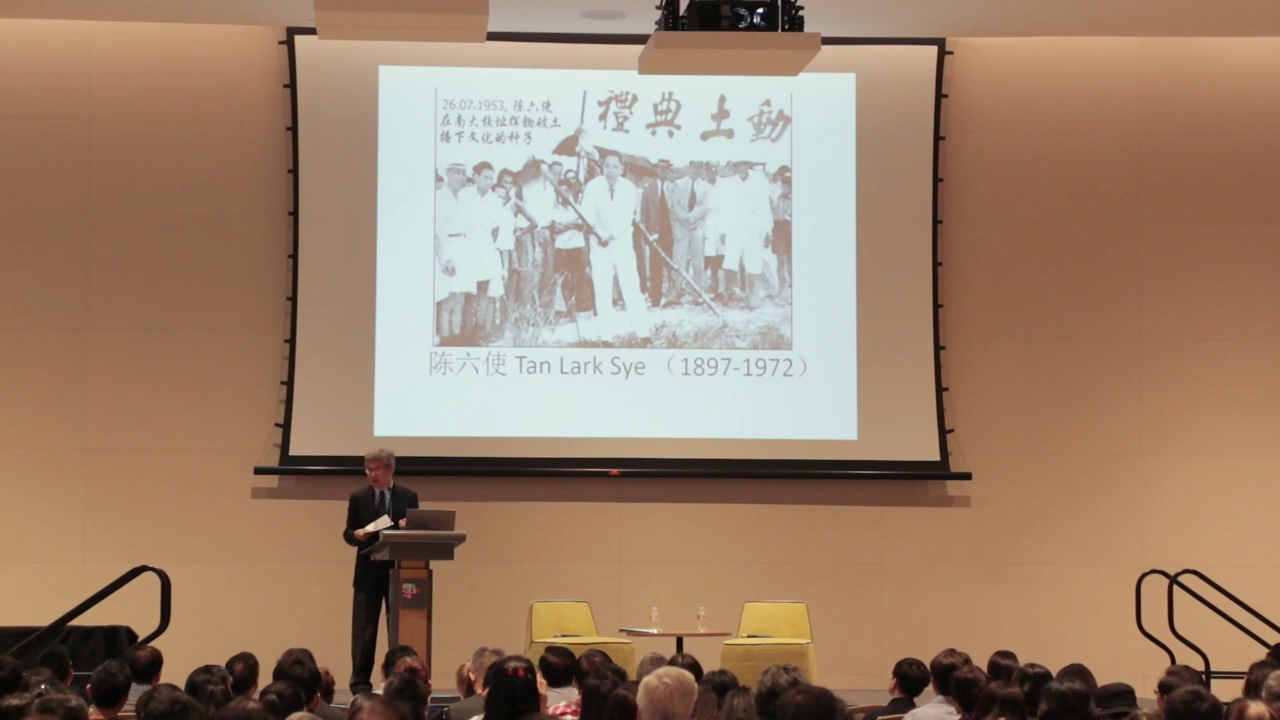 26.07.1953, 陈六使
在南大校址挥锄破土,
播下文化的种子
禮典土動
陈六使 Tan Lark Sye （1897-1972）